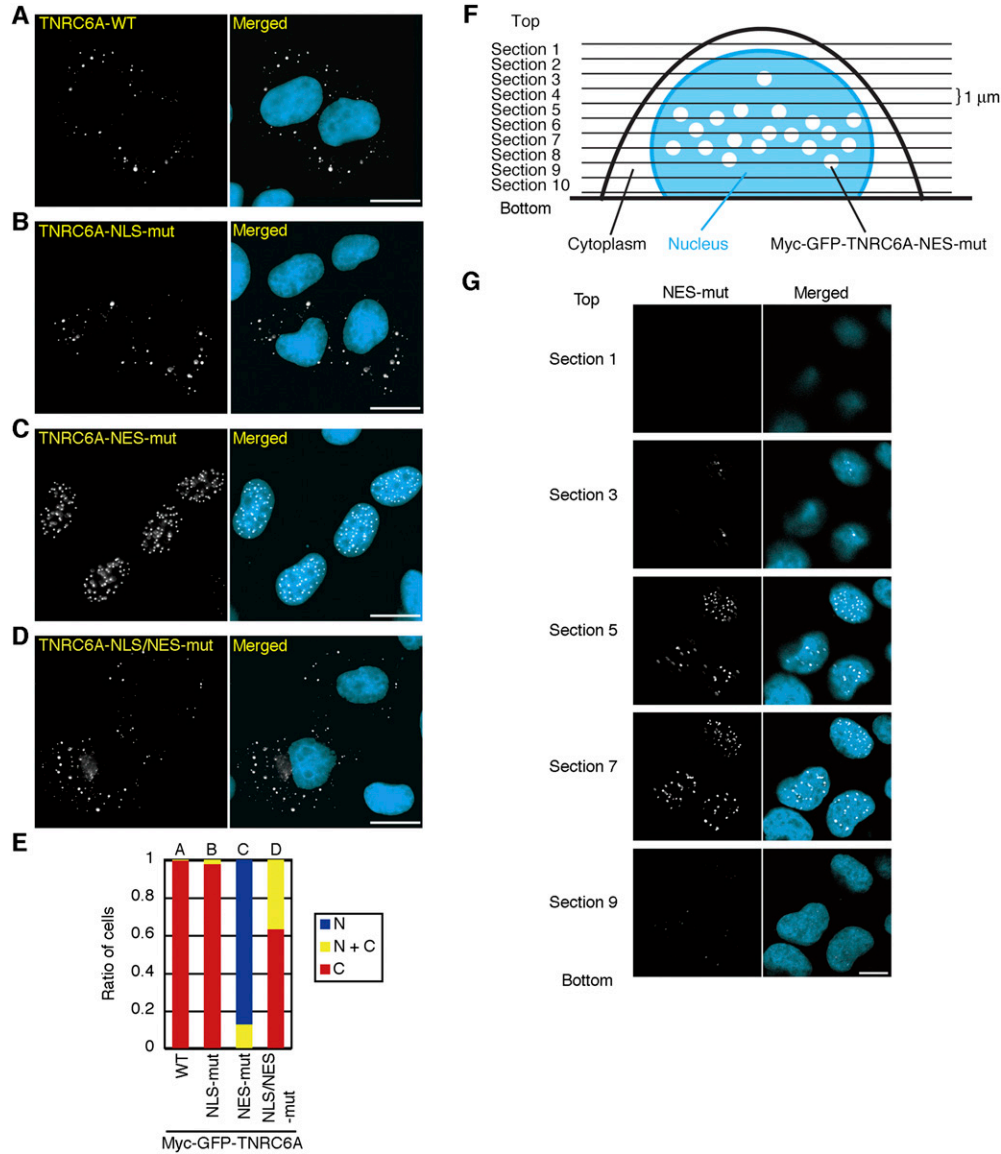 A
TNRC6A-WT
Merged
B
TNRC6A-NLS-mut
Merged
C
TNRC6A-NES-mut
Merged
D
TNRC6A-NLS/NES-mut
Merged
E
A B C D
1
0.8
0.6
0.4
0.2
0
Ratio of cells
N
N + C
C
WT
NLS-mut
NES-mut
NLS/NES
-mut
Myc-GFP-TNRC6A
F
Top
Section 1
Section 2
Section 3
Section 4
Section 5
Section 6
Section 7
Section 8
Section 9
Section 10
Bottom
1 μm
Cytoplasm
Nucleus
Myc-GFP-TNRC6A-NES-mut
G
Top
NES-mut
Merged
Section 1
Section 3
Section 5
Section 7
Section 9
Bottom